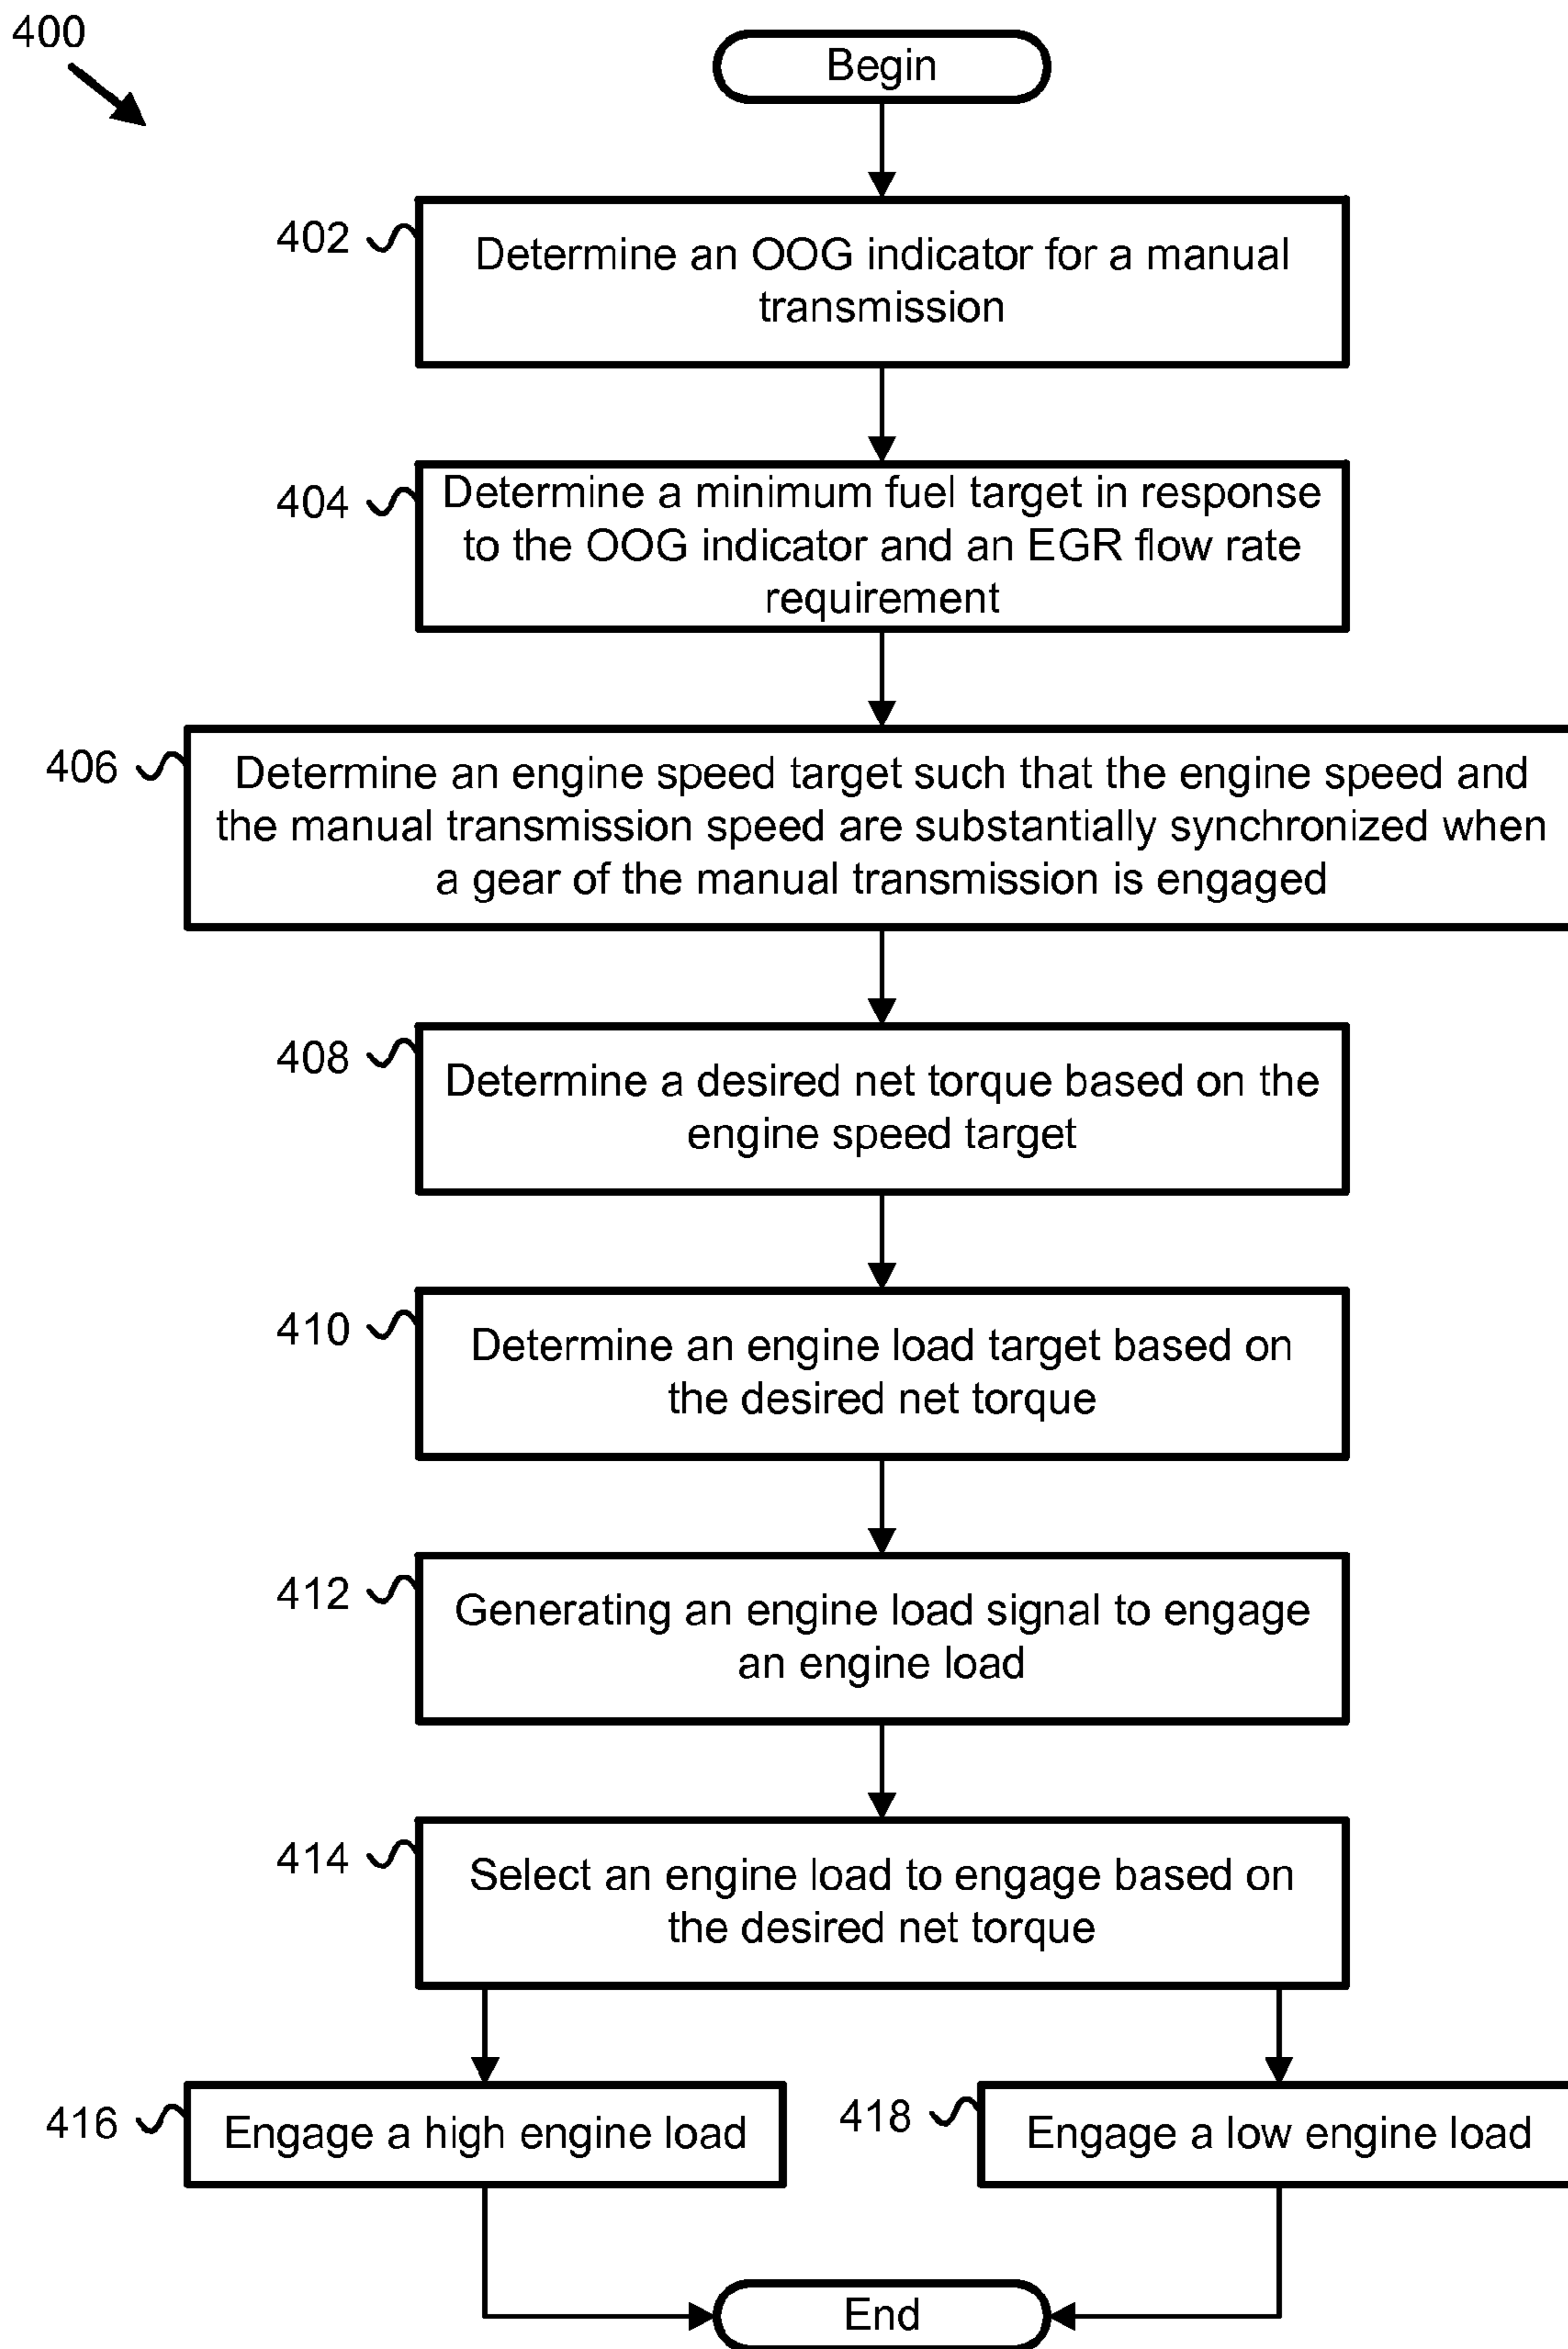 400
Begin
402
Determine an OOG indicator for a manual
transmission
404
Determine a minimum fuel target in response
to the OOG indicator and an EGR flow rate
requirement
406
Determine an engine speed target such that the engine speed and
the manual transmission speed are substantially synchronized when
a gear of the manual transmission is engaged
408
Determine a desired net torque based on the
engine speed target
410
Determine an engine load target based on
the desired net torque
412
Generating an engine load signal to engage
an engine load
414
Select an engine load to engage based on
the desired net torque
416
Engage a high engine load
418
Engage a low engine load
End